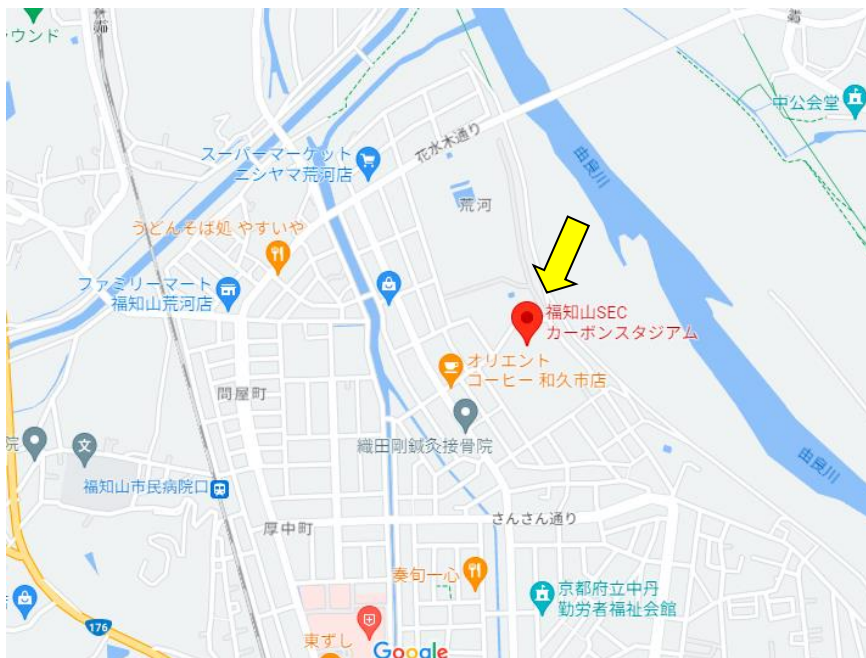 ウンド
中公会堂
花水木通り
由良川
スーパーマーケット
ニシヤマ荒河店
荒河
うどんそば処 やすいや
ファミリーマート
福知山荒河店
福知山SEC
カーボンスタジアム
オリエント
コーヒー 和久市店
問屋町
織田剛鍼灸接骨院
院
由良川
福知山市民病院口
文
さんさん通り
厚中町
奏旬一心
京都府立中丹
勤労者福祉会館
176
東ずし
Google